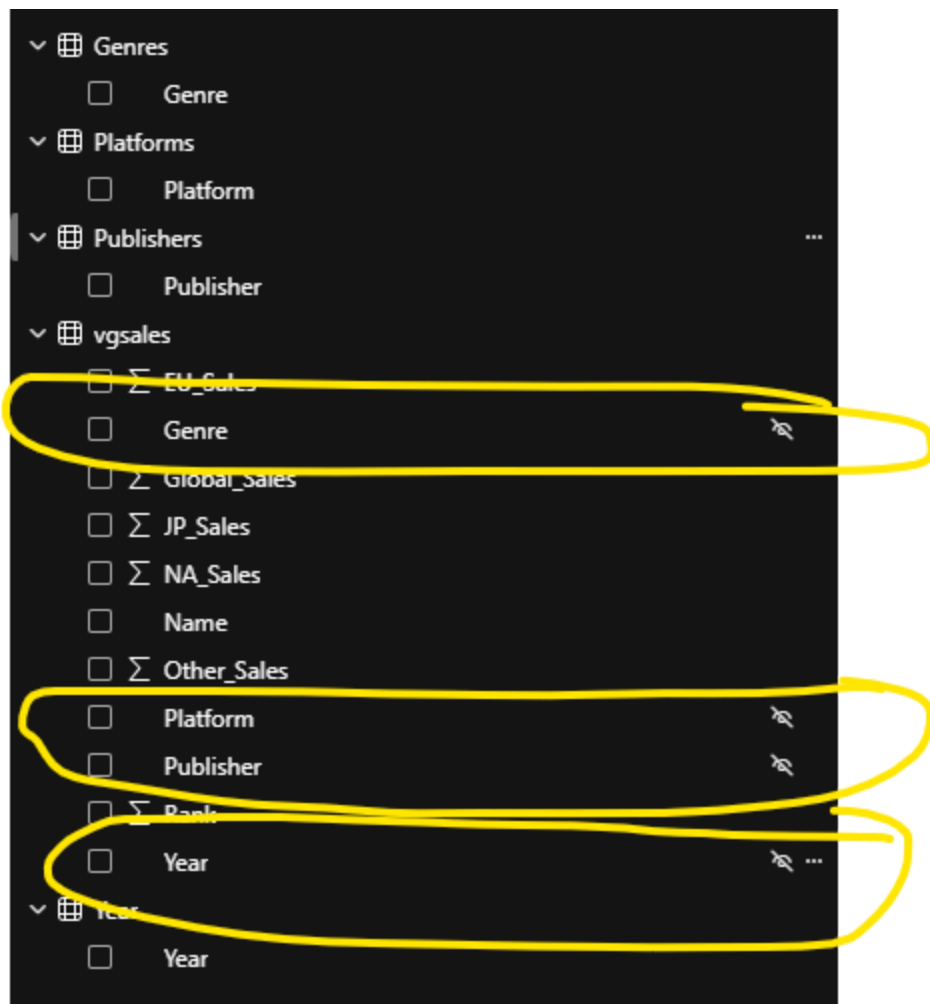 Genres
Genre
Platforms
Platform
Publishers
Publisher
vgsales
Σ EU_Sales
Genre
Σ Global_Sales
Σ JP_Sales
Σ NA_Sales
Name
Σ Other_Sales
Platform
Publisher
Σ Rank
Year
Year
Year